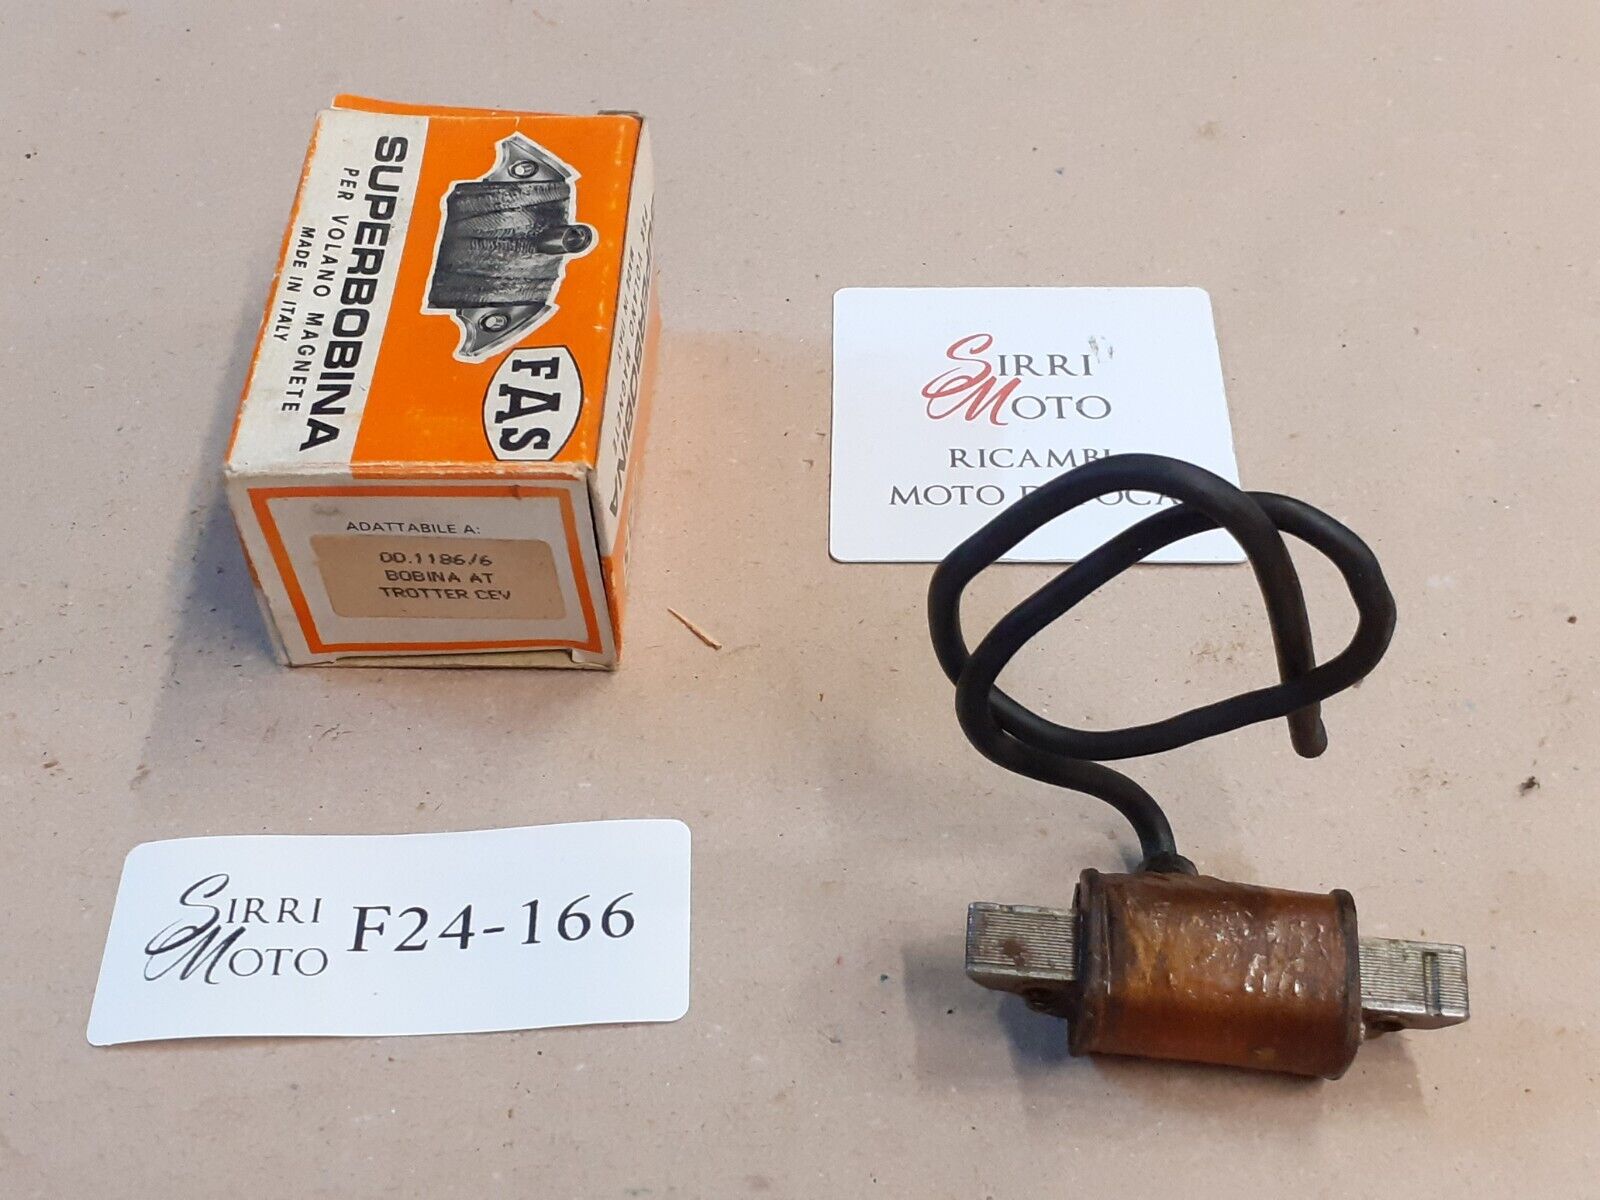 SUPERBOBINA
PER VOLANO MAGNETE
MADE IN ITALY
FAS
ADATTABILE A:
00.1186/6
BOBINA AT
TROTTER CEV
SIRRI
MOTO
RICAMBI
MOTO
SIRRI
MOTO
F24-166